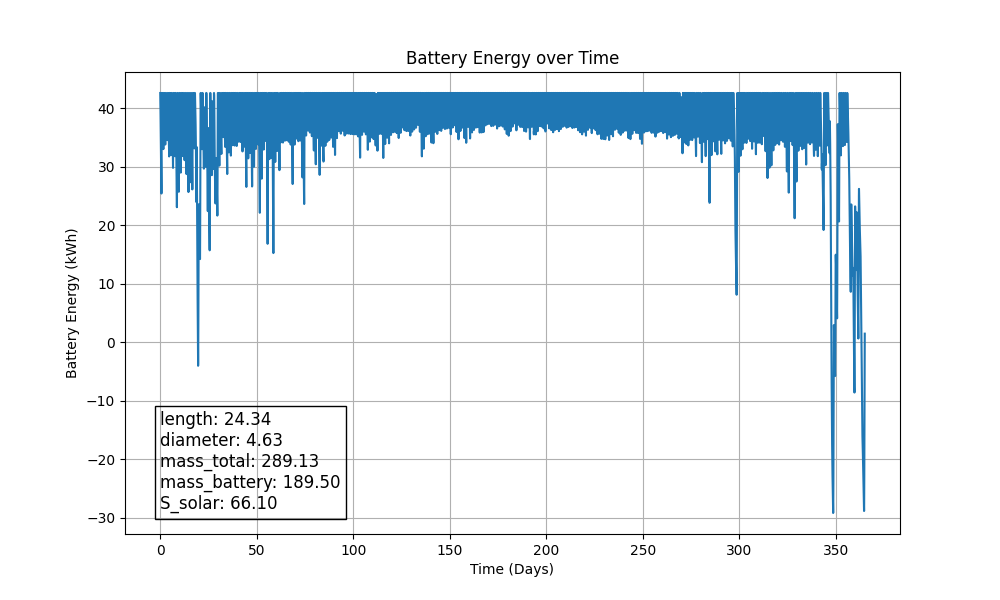 Battery Energy over Time
Battery Energy (kWh)
40
30
20
10
0
−10
−20
−30
length: 24.34
diameter: 4.63
mass_total: 289.13
mass_battery: 189.50
S_solar: 66.10
0 50 100 150 200 250 300 350
Time (Days)